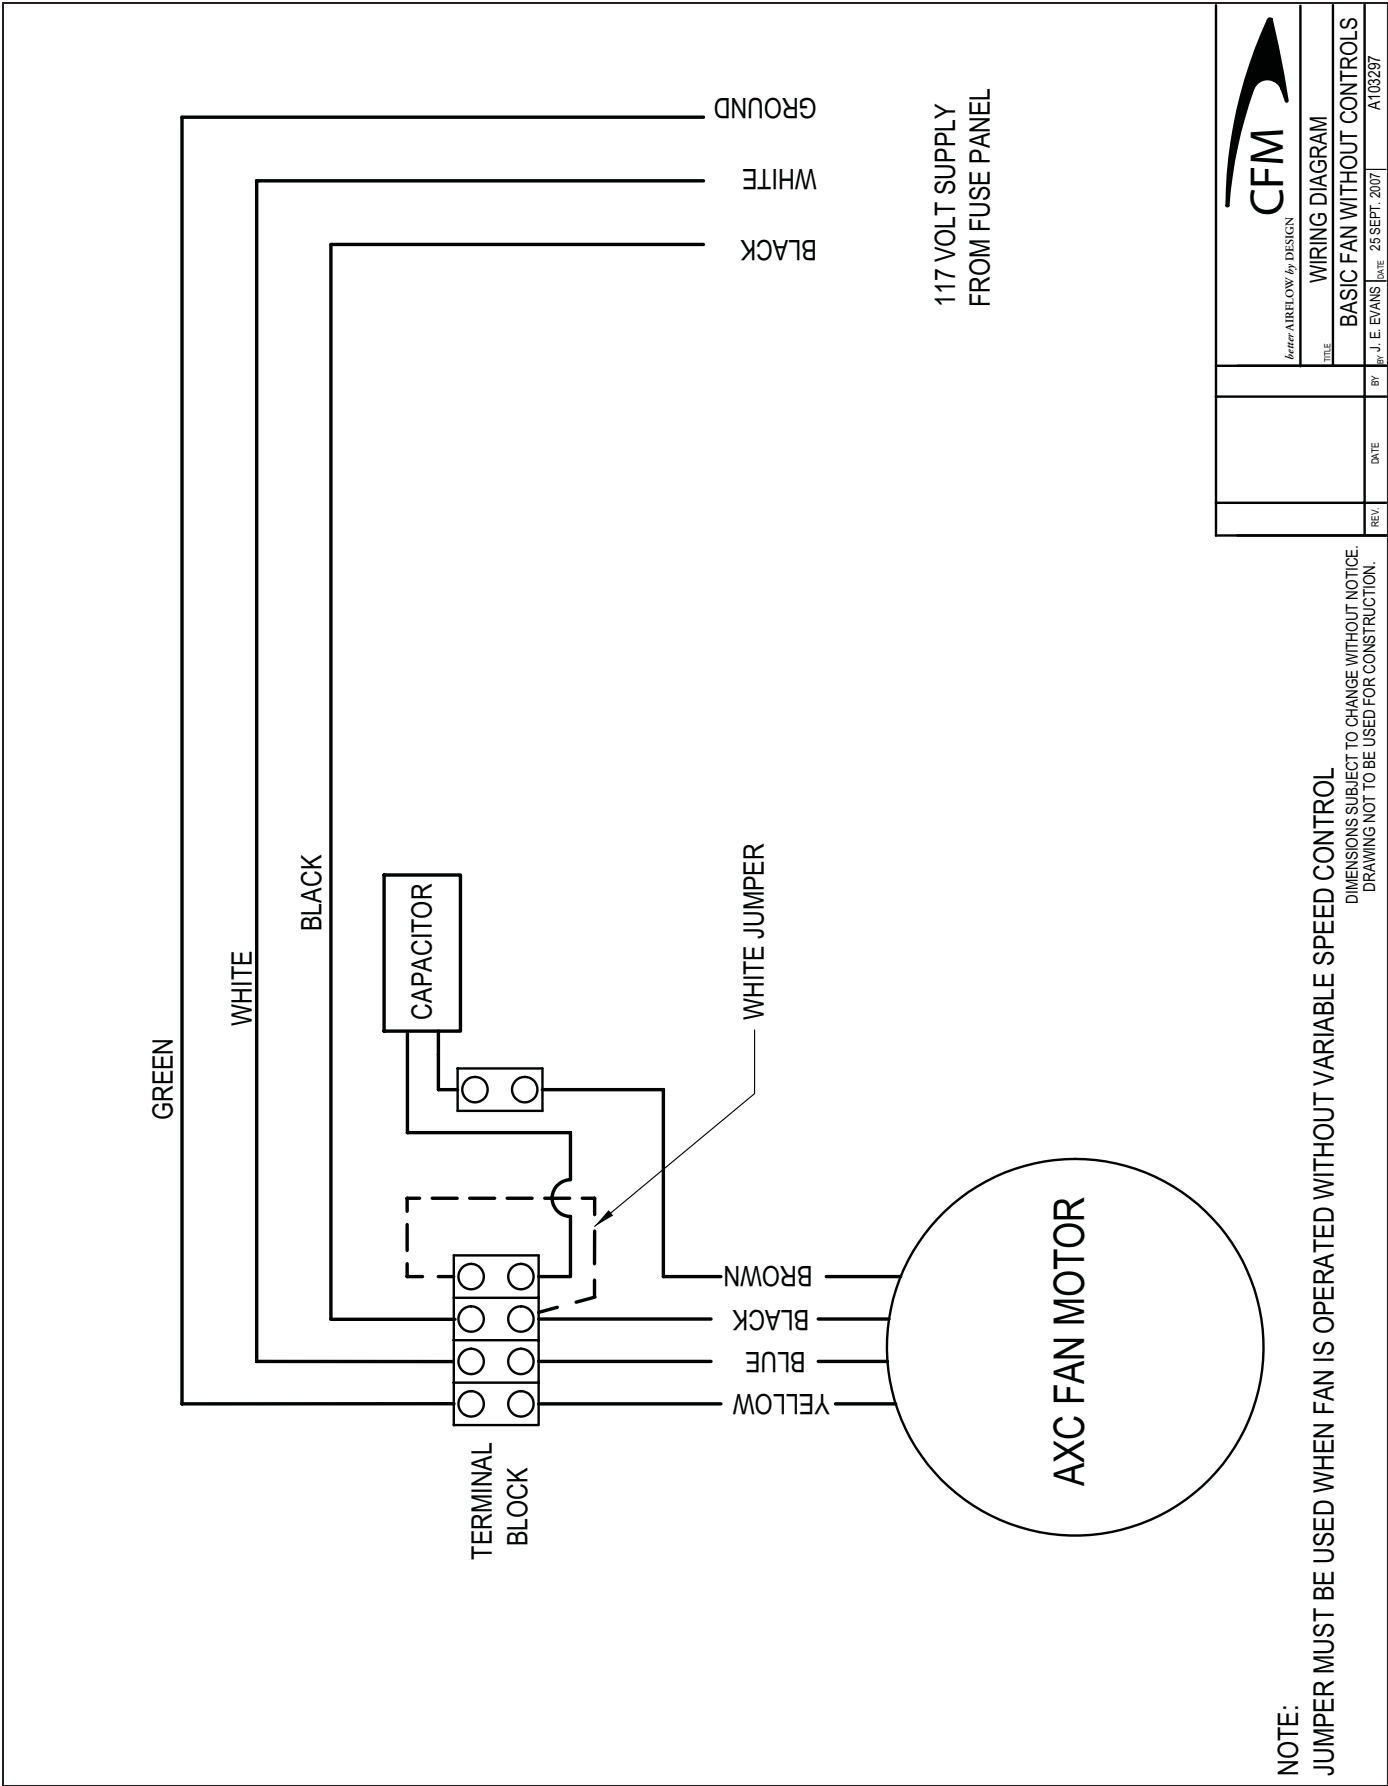 GREEN
WHITE
BLACK
GROUND
WHITE
BLACK
117 VOLT SUPPLY
FROM FUSE PANEL
CAPACITOR
WHITE JUMPER
TERMINAL
BLOCK
BROWN
BLACK
BLUE
YELLOW
AXC FAN MOTOR
NOTE:
JUMPER MUST BE USED WHEN FAN IS OPERATED WITHOUT VARIABLE SPEED CONTROL
DIMENSIONS SUBJECT TO CHANGE WITHOUT NOTICE.
DRAWING NOT TO BE USED FOR CONSTRUCTION.
CFM
better AIRFLOW by DESIGN
TITLE
WIRING DIAGRAM
BASIC FAN WITHOUT CONTROLS
REV. DATE BY BY J. E. EVANS DATE 25 SEPT. 2007 A103297